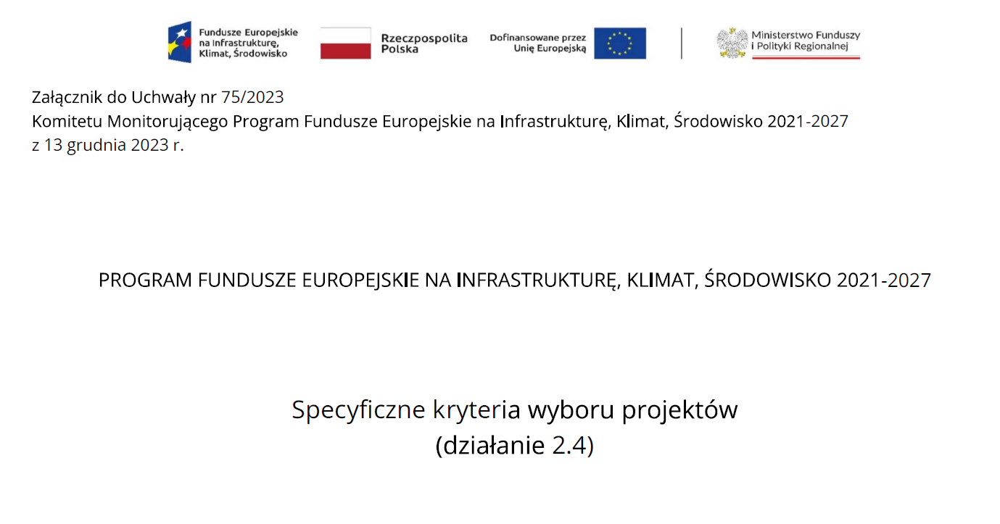 Fundusze Europejskie
na Infrastrukturę,
Klimat, Środowisko
Rzeczpospolita
Polska
Dofinansowane przez
Unię Europejską
Ministerstwo Funduszy
i Polityki Regionalnej
Załącznik do Uchwały nr 75/2023
Komitetu Monitorującego Program Fundusze Europejskie na Infrastrukturę, Klimat, Środowisko 2021-2027
z 13 grudnia 2023 r.
PROGRAM FUNDUSZE EUROPEJSKIE NA INFRASTRUKTURĘ, KLIMAT, ŚRODOWISKO 2021-2027
Specyficzne kryteria wyboru projektów
(działanie 2.4)